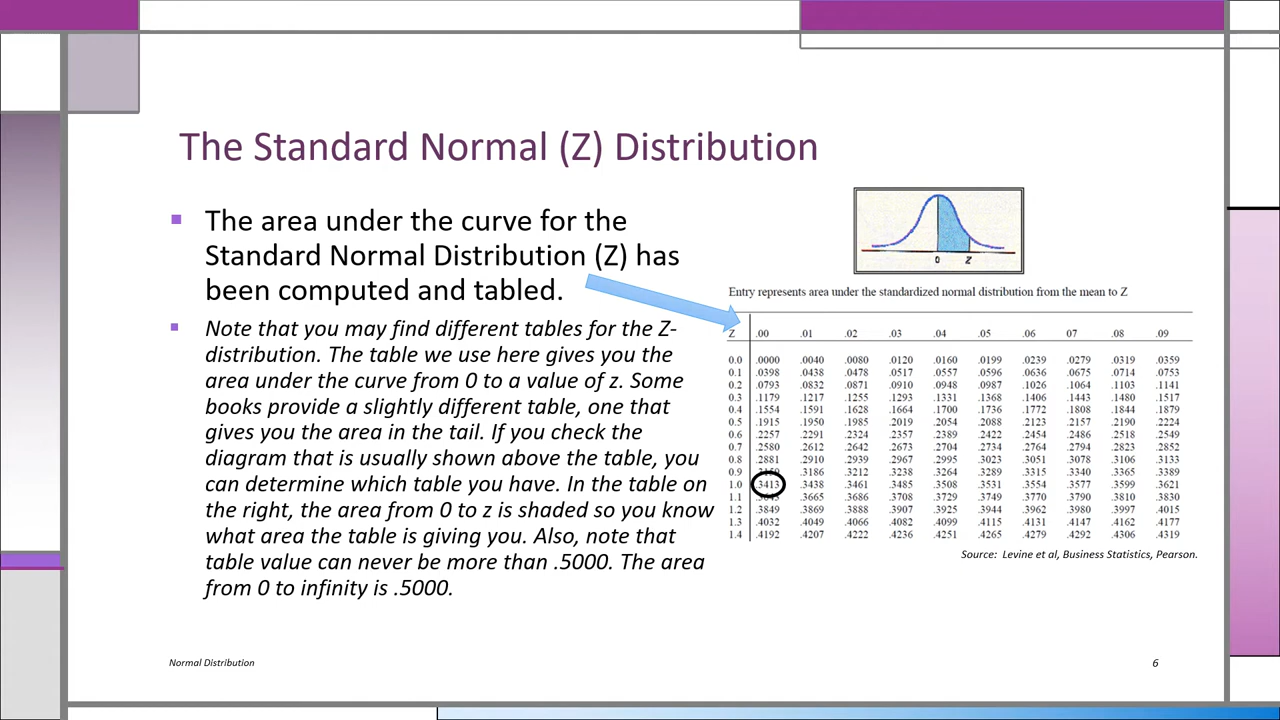 The Standard Normal (Z) Distribution
The area under the curve for the
Standard Normal Distribution (Z) has
been computed and tabled.
Note that you may find different tables for the Z-
distribution. The table we use here gives you the
area under the curve from 0 to a value of z. Some
books provide a slightly different table, one that
gives you the area in the tail. If you check the
diagram that is usually shown above the table, you
can determine which table you have. In the table on
the right, the area from 0 to z is shaded so you know
what area the table is giving you. Also, note that
table value can never be more than .5000. The area
from 0 to infinity is .5000.
0 Z
Entry represents area under the standardized normal distribution from the mean to Z
Z .00 .01 .02 .03 .04 .05 .06 07 .08 .09
0.0 .0000 .0040 .0080 .0120 .0160 .0199 .0239 .0279 .0319 .0359
0.1 .0398 .0438 .0478 .0517 .0557 .0596 .0636 .0675 .0714 .0753
0.2 .0793 .0832 .0871 .0910 .0948 .0987 .1026 .1064 .1103 .1141
0.3 .1179 .1217 .1255 .1293 .1331 .1368 .1406 .1443 .1480 .1517
0.4 .1554 .1591 .1628 .1664 .1700 .1736 .1772 .1808 .1844 .1879
0.5 .1915 .1950 .1985 .2019 .2054 .2088 .2123 .2157 .2190 .2224
0.6 .2257 .2291 .2324 .2357 .2389 .2422 .2454 .2486 .2518 .2549
0.7 .2580 .2612 .2642 .2673 .2704 .2734 .2764 .2794 .2823 .2852
0.8 .2881 .2910 .2939 .2967 .2995 .3023 .3051 .3078 .3106 .3133
0.9 .3186 .3212 .3238 .3264 .3289 .3315 .3340 .3365 .3389
1.0 .3413 .3438 .3461 .3485 .3508 .3531 .3554 .3577 .3599 .3621
1.1 .3665 .3686 .3708 .3729 .3749 .3770 .3790 .3810 .3830
1.2 .3849 .3869 .3888 .3907 .3925 .3944 .3962 .3980 .3997 .4015
1.3 .4032 .4049 .4066 .4082 .4099 .4115 .4131 .4147 .4162 .4177
1.4 .4192 .4207 .4222 .4236 .4251 .4265 .4279 .4292 .4306 .4319
Source: Levine et al, Business Statistics, Pearson.
Normal Distribution
6